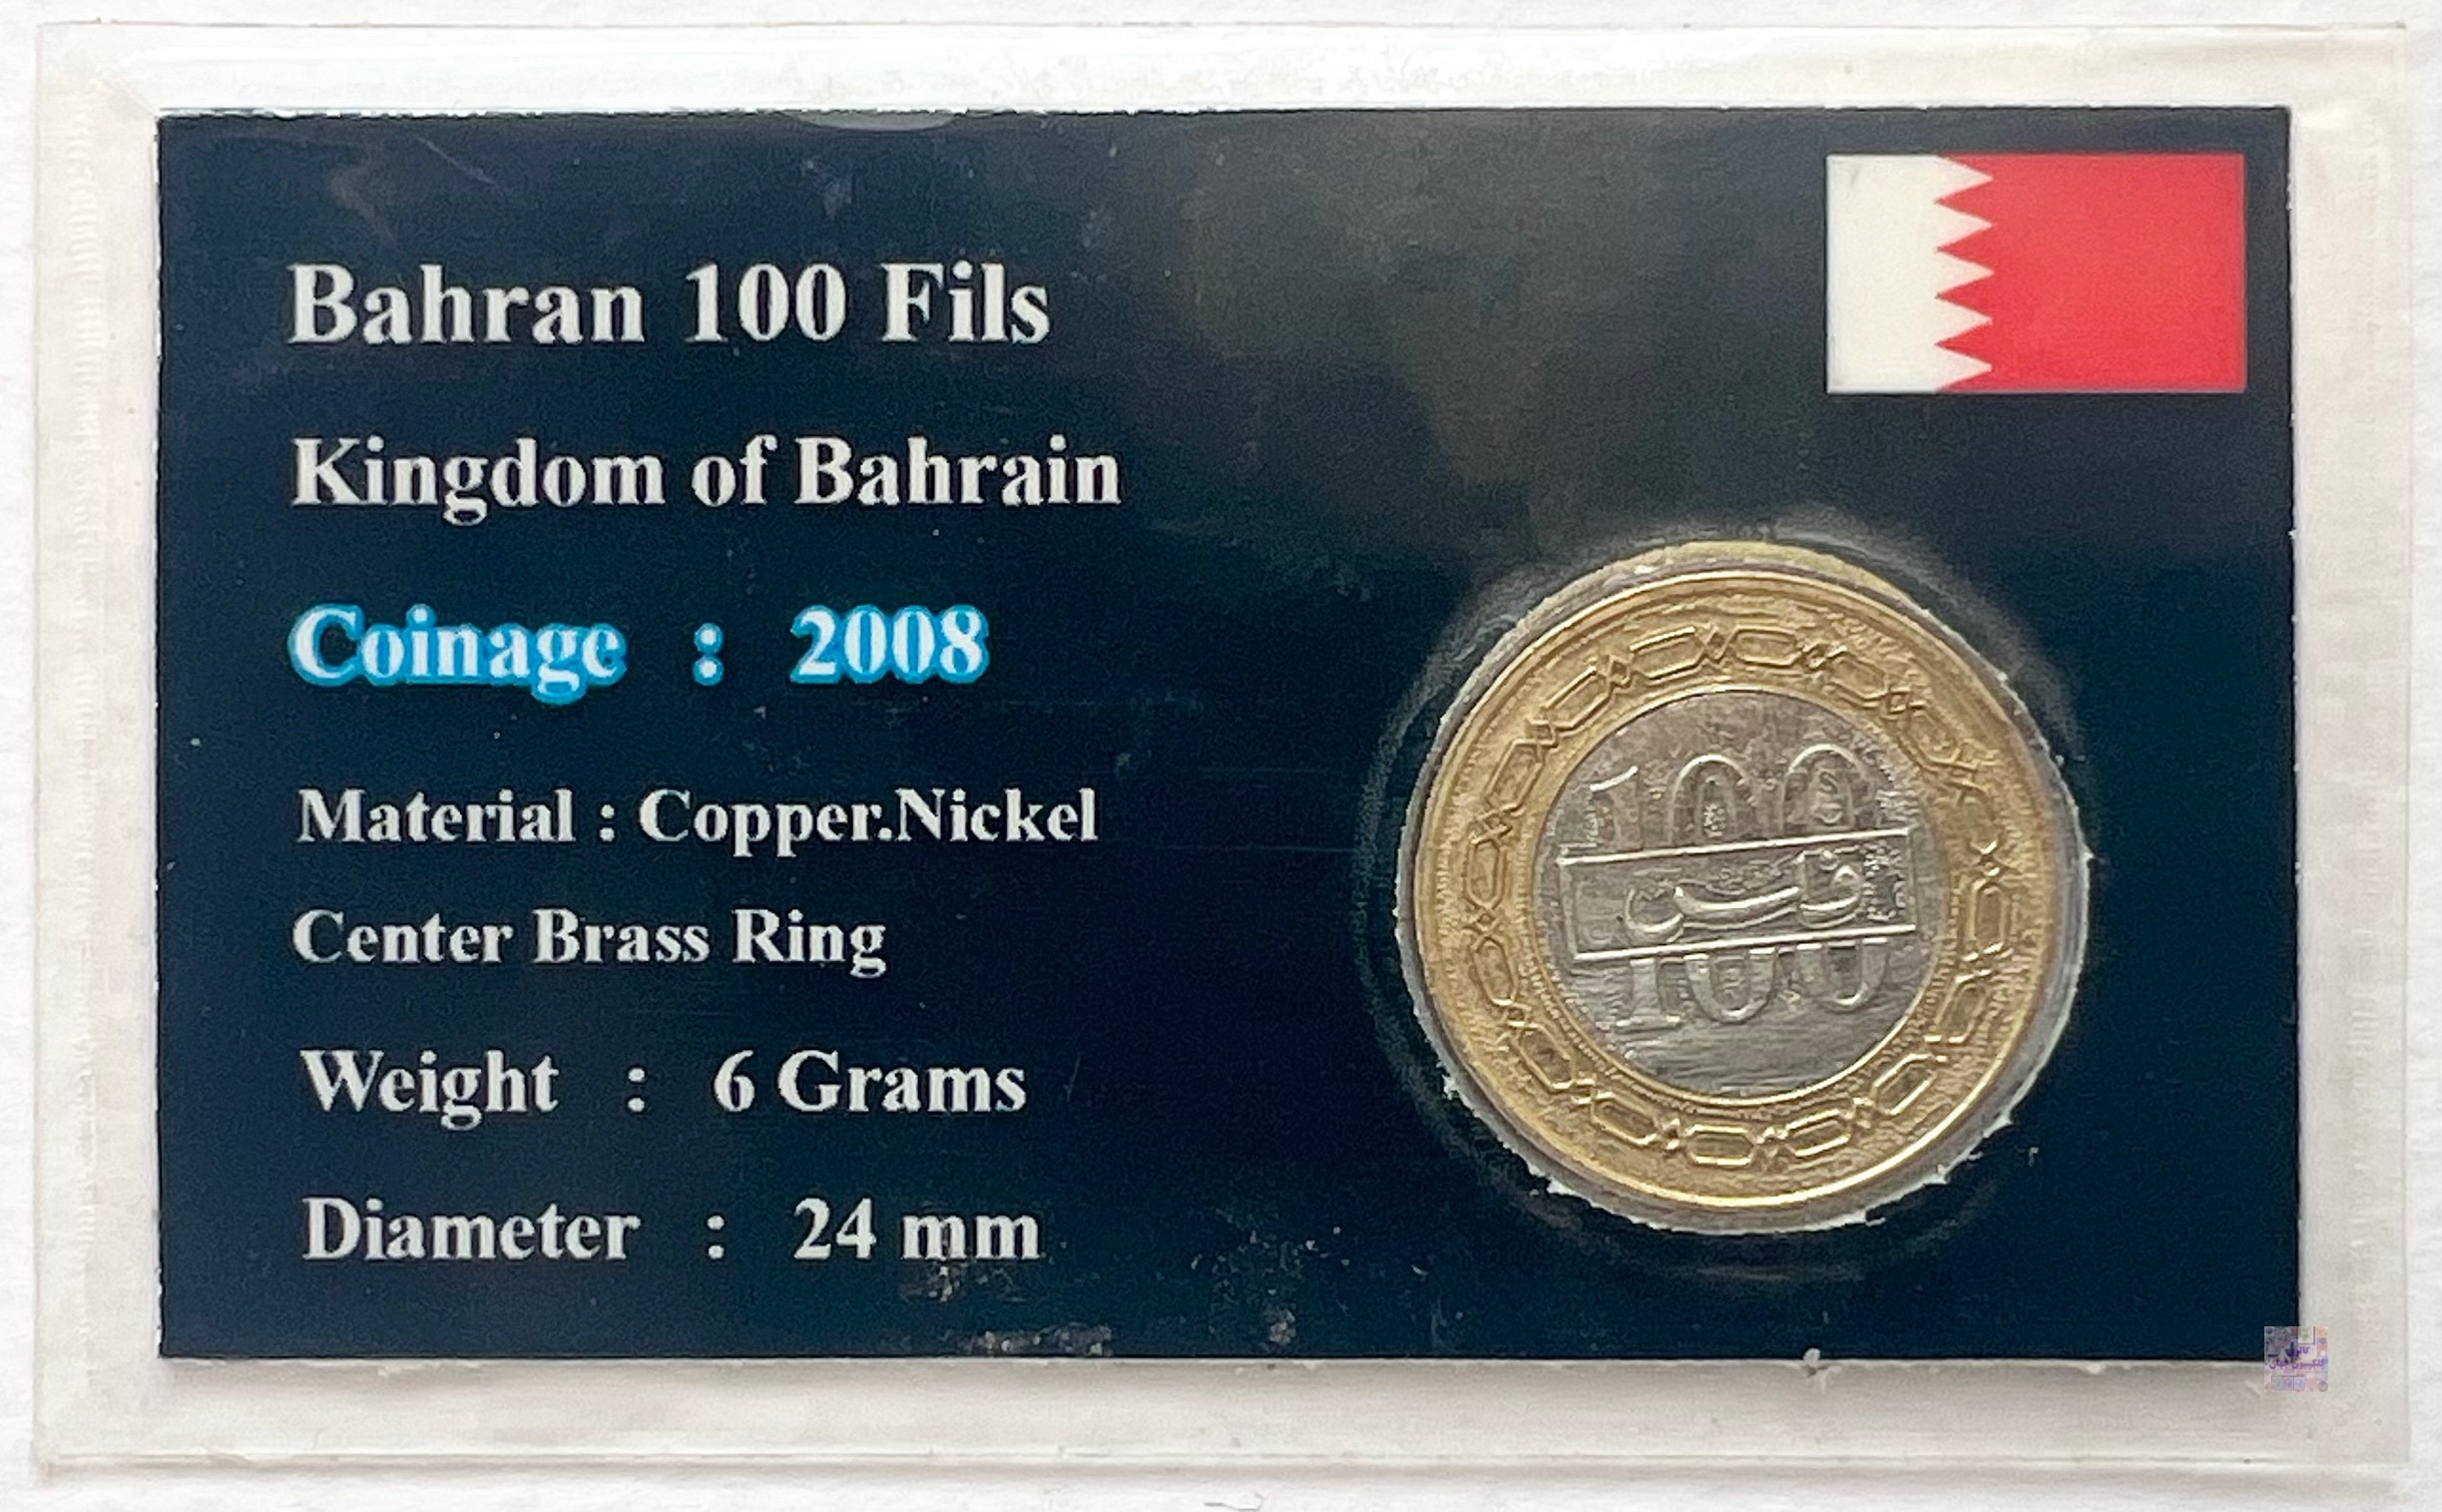 Bahran 100 Fils
Kingdom of Bahrain
Coinage : 2008
Material : Copper.Nickel
Center Brass Ring
Weight : 6 Grams
Diameter : 24 mm
100
فلس
100